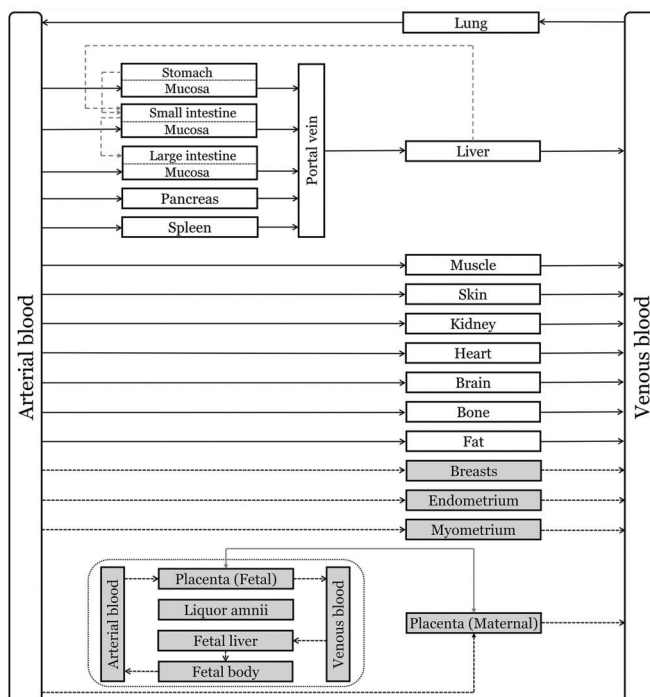 Lung
Stomach
Mucosa
Small intestine
Mucosa
Large intestine
Mucosa
Pancreas
Spleen
Portal vein
Liver
Arterial blood
Venous blood
Muscle
Skin
Kidney
Heart
Brain
Bone
Fat
Breasts
Endometrium
Myometrium
Arterial blood
Placenta (Fetal)
Liquor amnii
Fetal liver
Fetal body
Venous blood
Placenta (Maternal)